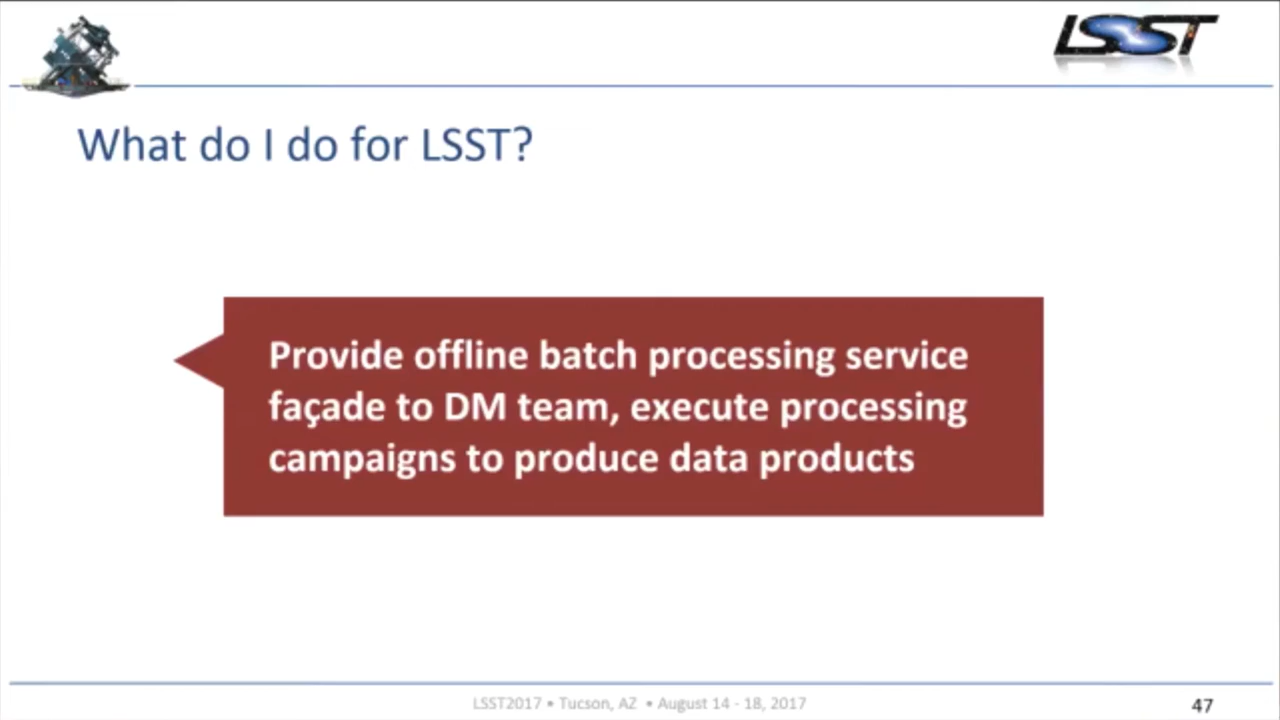 LSST
What do I do for LSST?
Provide offline batch processing service
façade to DM team, execute processing
campaigns to produce data products
LSST2017 • Tucson, AZ • August 14 - 18, 2017
47